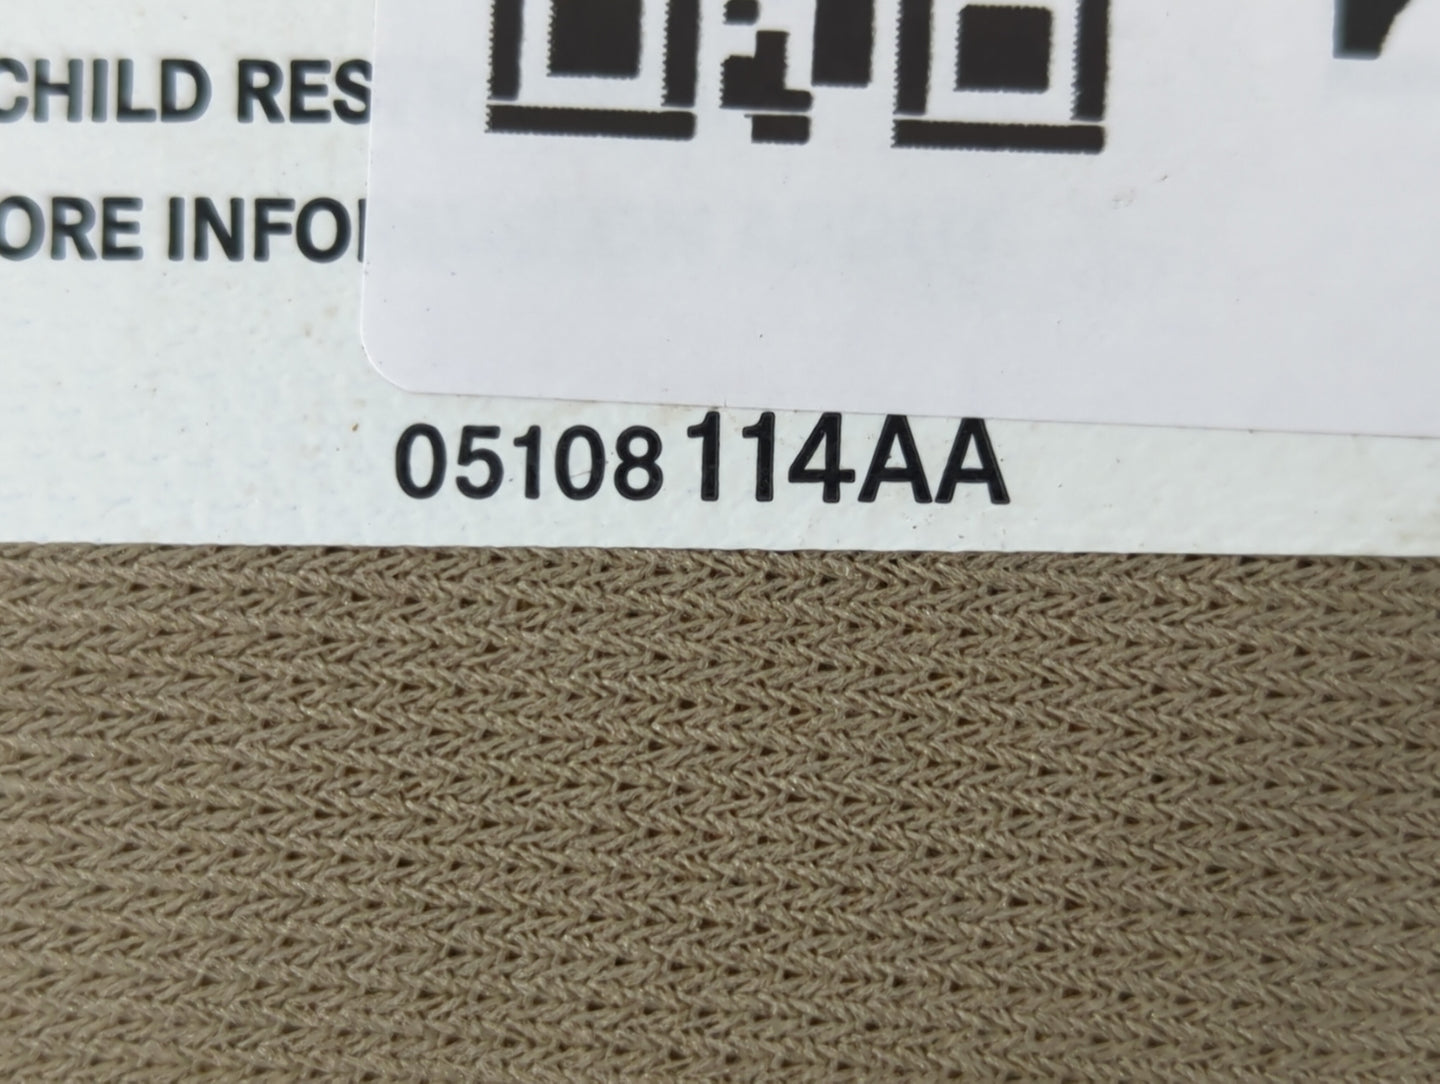 CHILD RES
ORE INFO
05108114AA